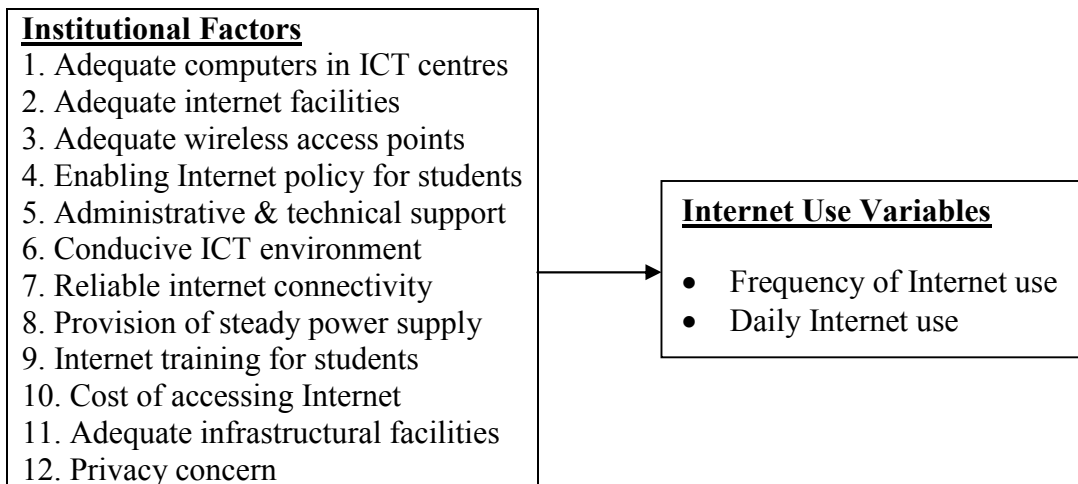 Institutional Factors
1. Adequate computers in ICT centres
2. Adequate internet facilities
3. Adequate wireless access points
4. Enabling Internet policy for students
5. Administrative & technical support
6. Conducive ICT environment
7. Reliable internet connectivity
8. Provision of steady power supply
9. Internet training for students
10. Cost of accessing Internet
11. Adequate infrastructural facilities
12. Privacy concern
Internet Use Variables
• Frequency of Internet use
• Daily Internet use